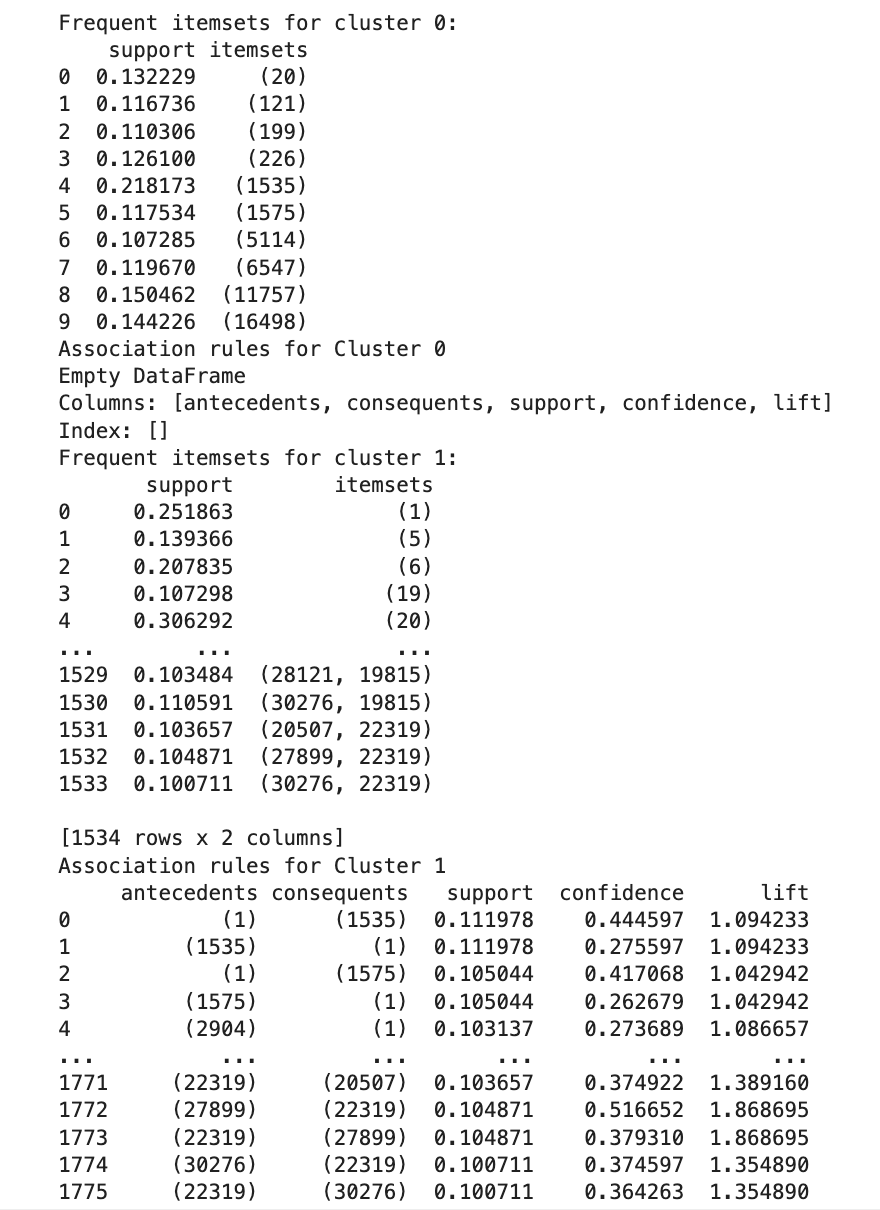 Frequent itemsets for cluster 0:
support itemsets
0 0.132229 (20)
1 0.116736 (121)
2 0.110306 (199)
3 0.126100 (226)
4 0.218173 (1535)
5 0.117534 (1575)
6 0.107285 (5114)
7 0.119670 (6547)
8 0.150462 (11757)
9 0.144226 (16498)
Association rules for Cluster 0
Empty DataFrame
Columns: [antecedents, consequents, support, confidence, lift]
Index: []
Frequent itemsets for cluster 1:
support itemsets
0 0.251863 (1)
1 0.139366 (5)
2 0.207835 (6)
3 0.107298 (19)
4 0.306292 (20)
... ... ...
1529 0.103484 (28121, 19815)
1530 0.110591 (30276, 19815)
1531 0.103657 (20507, 22319)
1532 0.104871 (27899, 22319)
1533 0.100711 (30276, 22319)
[1534 rows x 2 columns]
Association rules for Cluster 1
antecedents consequents support confidence lift
0 (1) (1535) 0.111978 0.444597 1.094233
1 (1535) (1) 0.111978 0.275597 1.094233
2 (1) (1575) 0.105044 0.417068 1.042942
3 (1575) (1) 0.105044 0.262679 1.042942
4 (2904) (1) 0.103137 0.273689 1.086657
... ... ... ... ... ...
1771 (22319) (20507) 0.103657 0.374922 1.389160
1772 (27899) (22319) 0.104871 0.516652 1.868695
1773 (22319) (27899) 0.104871 0.379310 1.868695
1774 (30276) (22319) 0.100711 0.374597 1.354890
1775 (22319) (30276) 0.100711 0.364263 1.354890